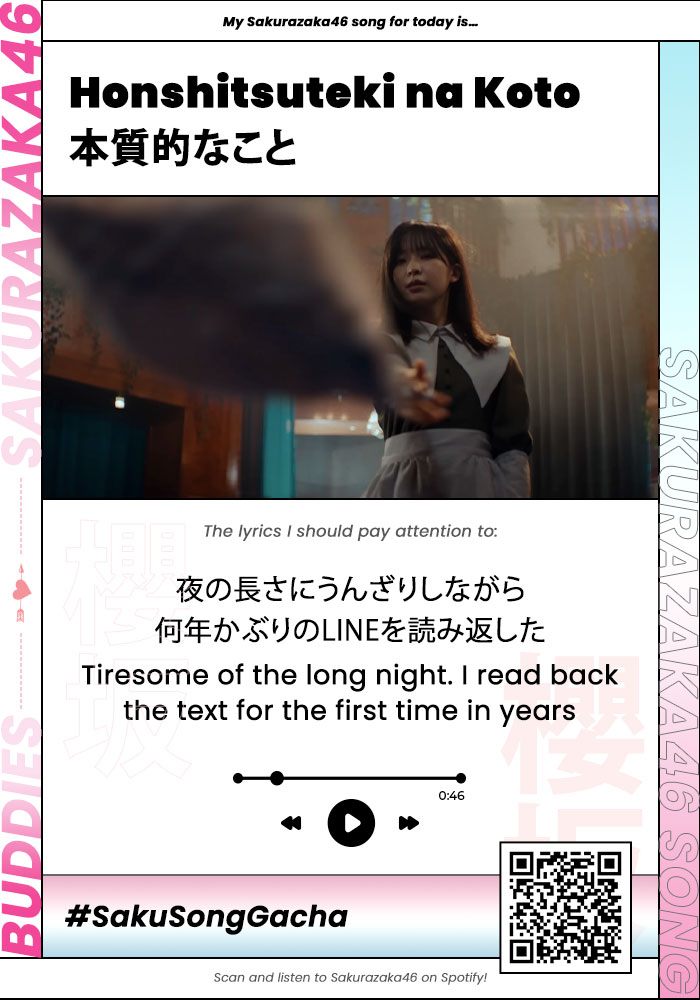 My Sakurazaka46 song for today is...
Honshitsuteki na Koto
本質的なこと
The lyrics I should pay attention to:
夜の長さにうんざりしながら
何年かぶりのLINEを読み返した
Tiresome of the long night. I read back
the text for the first time in years
0:46
#SakuSongGacha
Scan and listen to Sakurazaka46 on Spotify!
SAKURAZAKA46
BUDDIES
SAKURAZAKA46 SONG
櫻坂
櫻坂